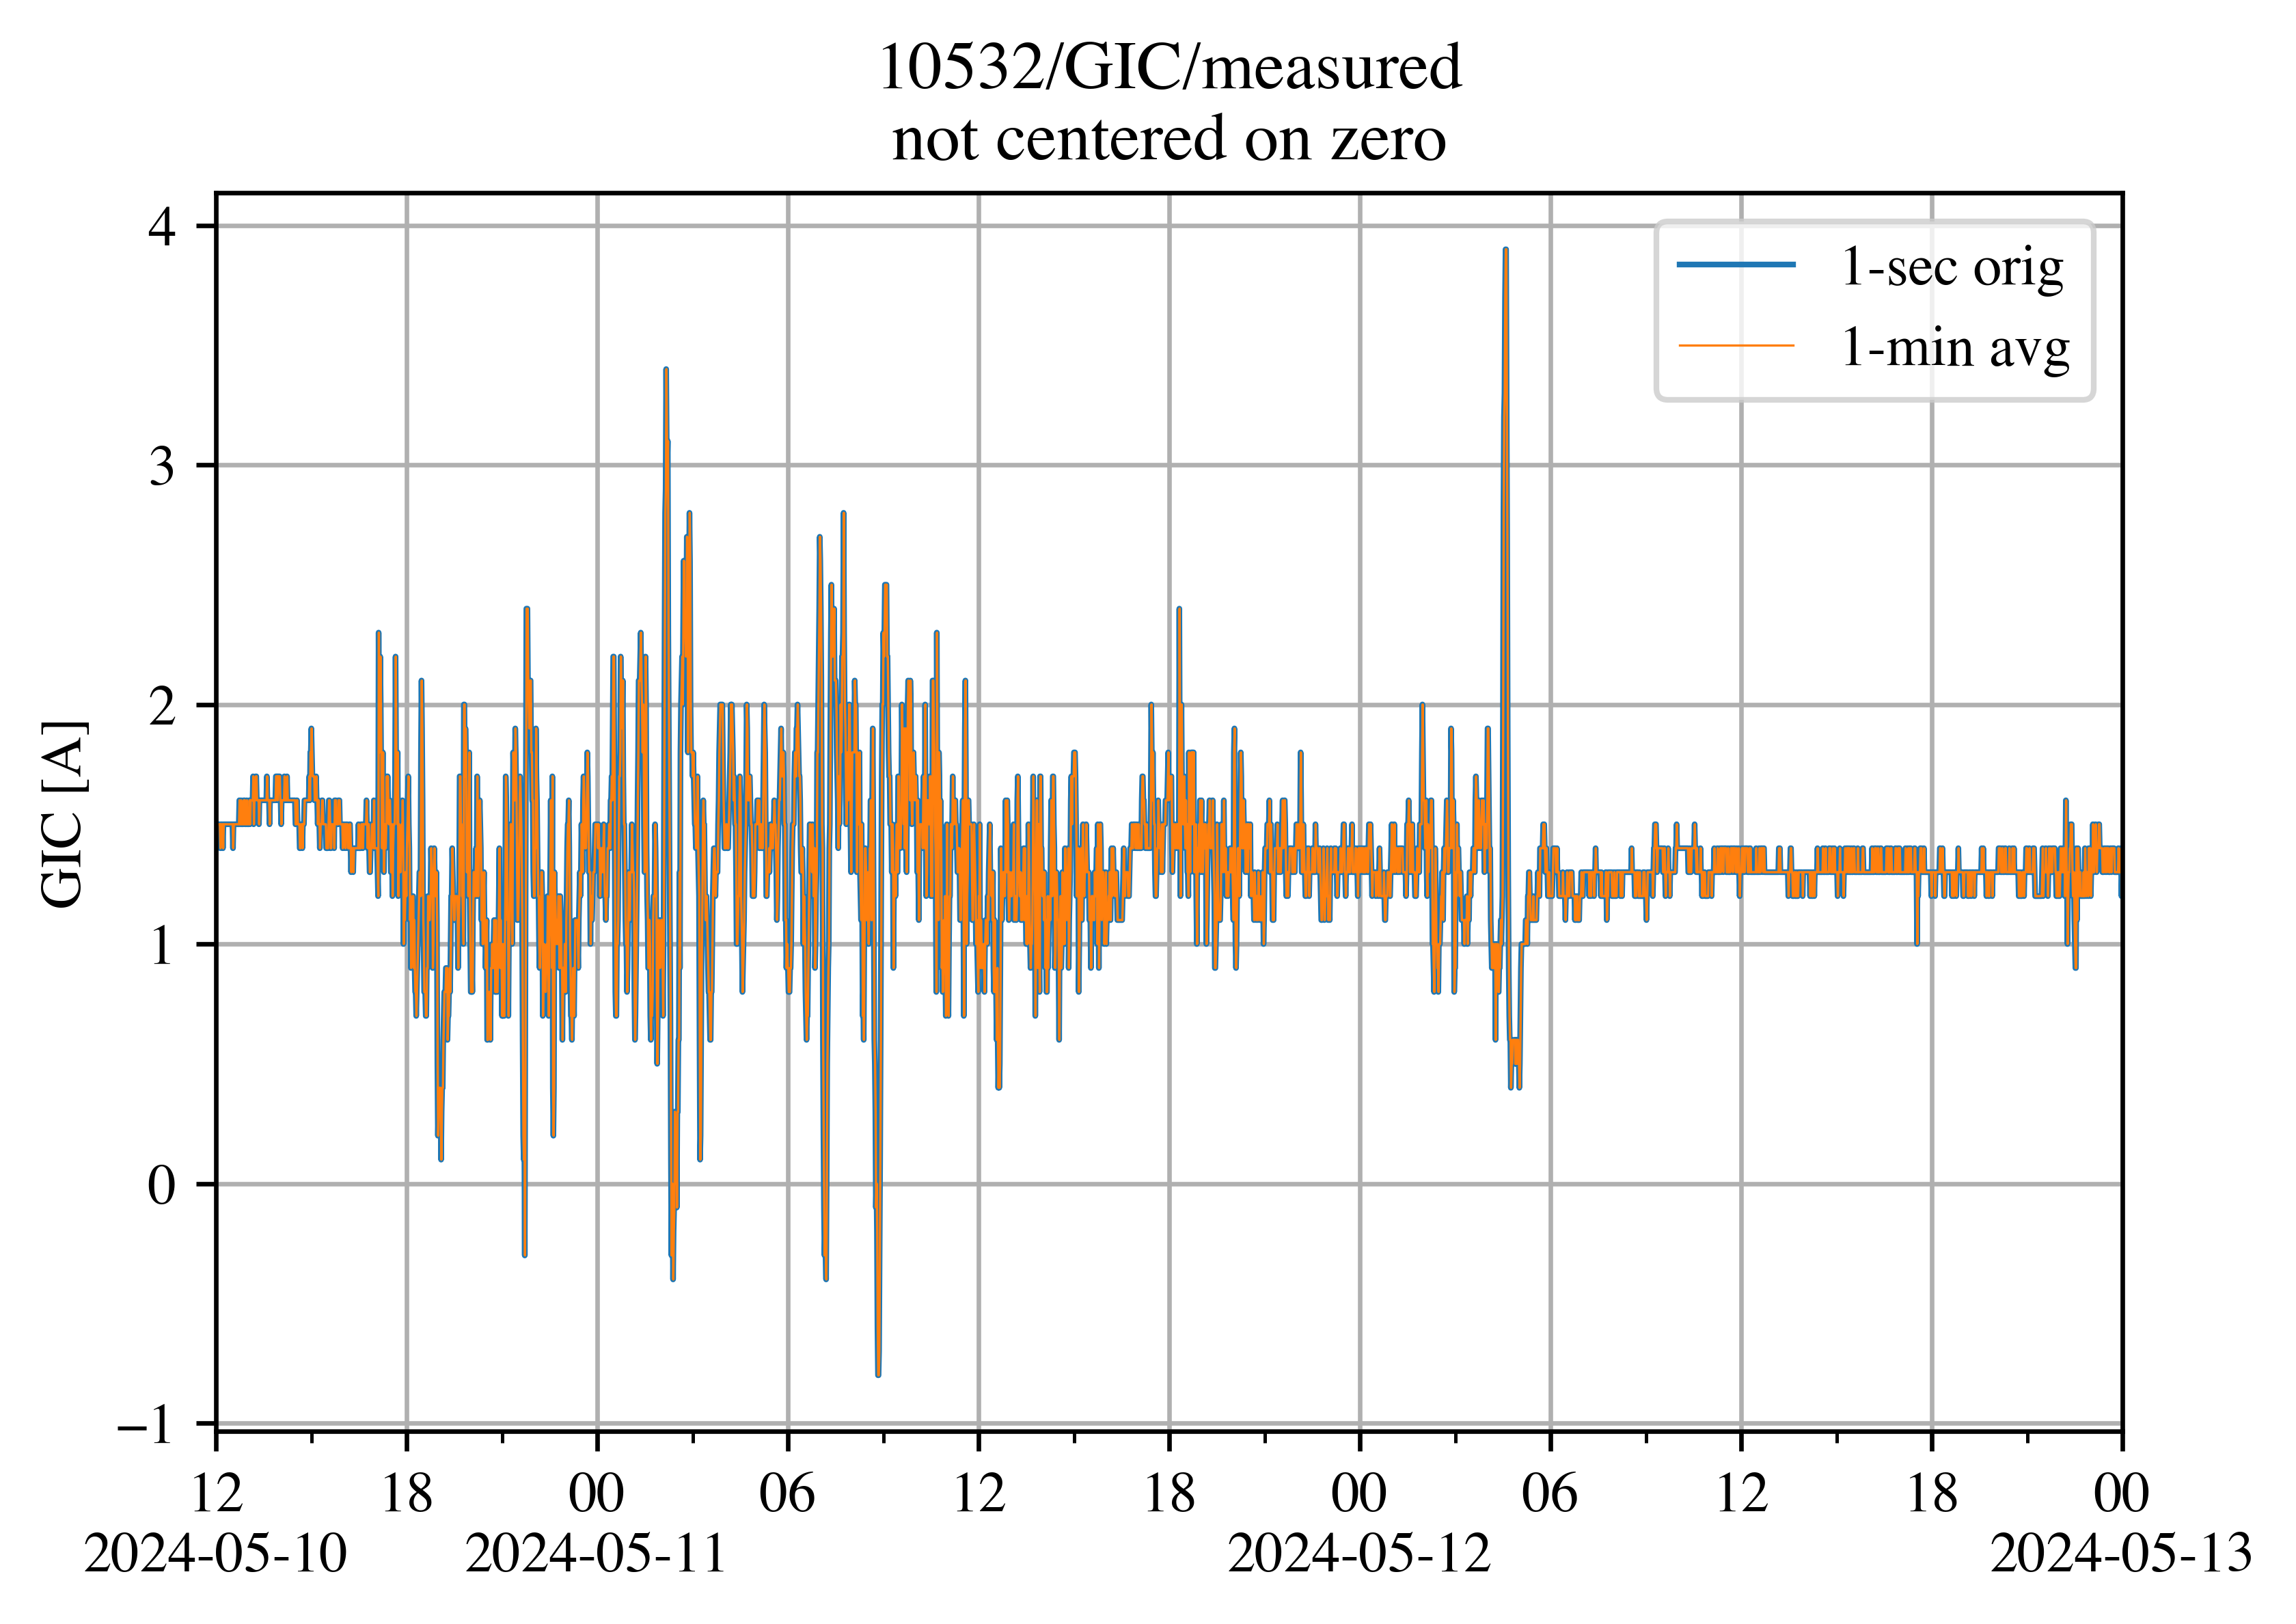 10532/GIC/measured
not centered on zero
4
3
2
1
0
−1
GIC [A]
1-sec orig
1-min avg
12 18 00 06 12 18 00 06 12 18 00
2024-05-10 2024-05-11 2024-05-12 2024-05-13